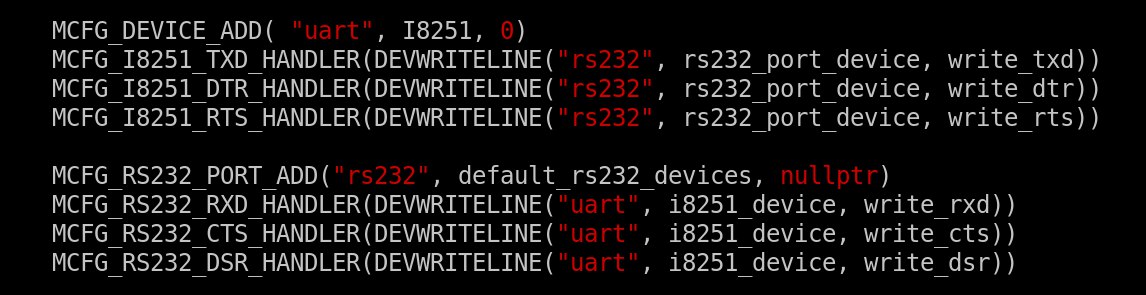 MCFG_DEVICE_ADD( "uart", I8251, 0)
MCFG_I8251_TXD_HANDLER(DEVWRITELINE("rs232", rs232_port_device, write_txd))
MCFG_I8251_DTR_HANDLER(DEVWRITELINE("rs232", rs232_port_device, write_dtr))
MCFG_I8251_RTS_HANDLER(DEVWRITELINE("rs232", rs232_port_device, write_rts))
MCFG_RS232_PORT_ADD("rs232", default_rs232_devices, nullptr)
MCFG_RS232_RXD_HANDLER(DEVWRITELINE("uart", i8251_device, write_rxd))
MCFG_RS232_CTS_HANDLER(DEVWRITELINE("uart", i8251_device, write_cts))
MCFG_RS232_DSR_HANDLER(DEVWRITELINE("uart", i8251_device, write_dsr))